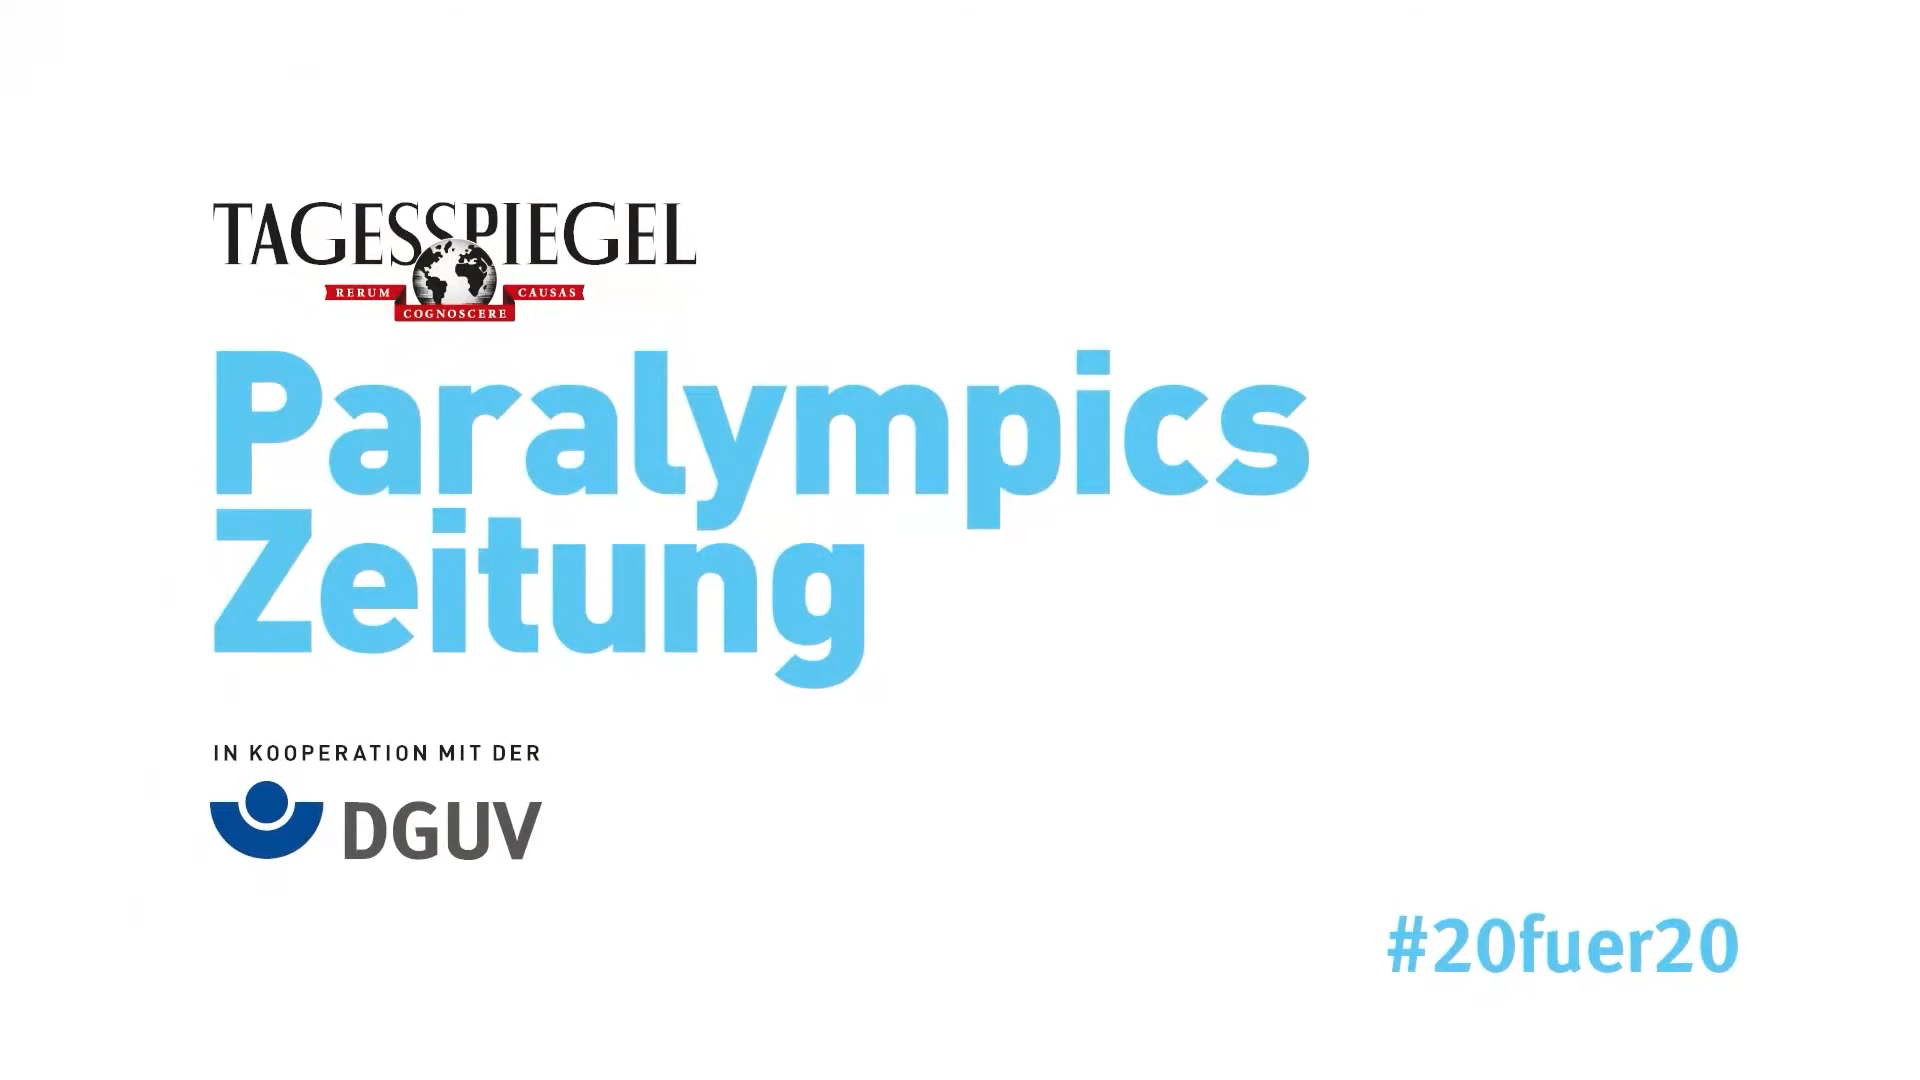 TAGESSPIEGEL
RERUM COGNOSCERE CAUSAS
Paralympics
Zeitung
IN KOOPERATION MIT DER
DGUV
#20fuer20